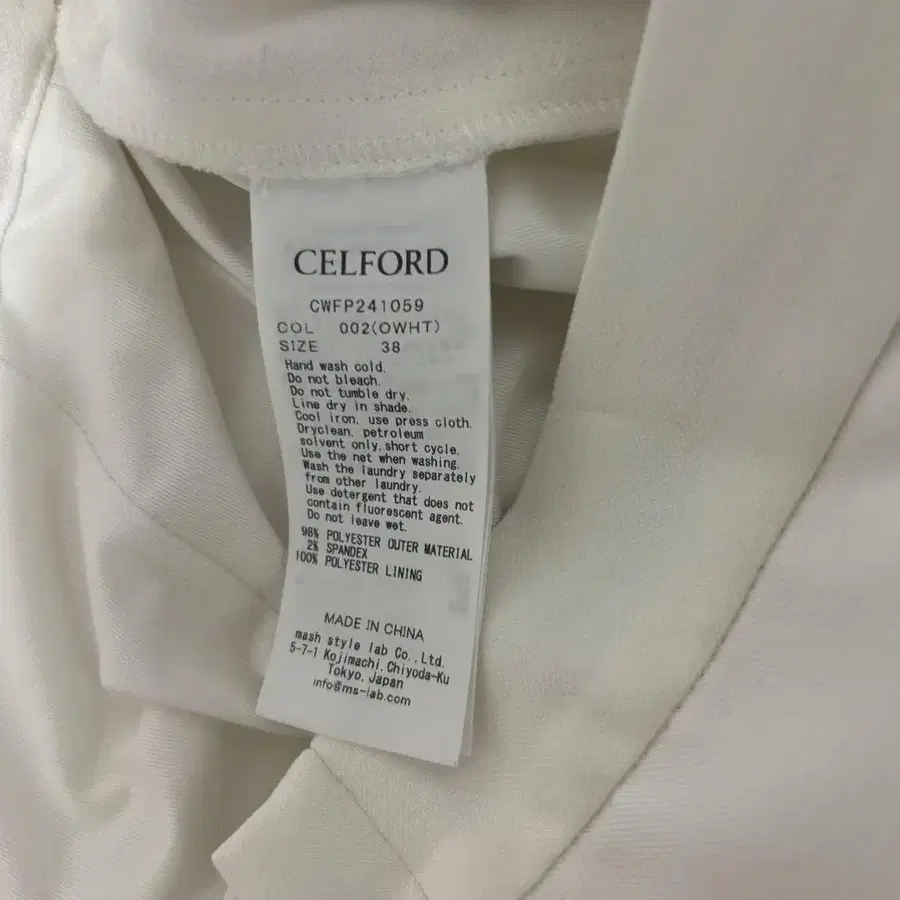 CELFORD
CWFP241059
COL 002(OWHT)
SIZE 38
Hand wash cold.
Do not bleach.
Do not tumble dry.
Line dry in shade.
Cool iron, use press cloth.
Dryclean, petroleum
solvent only,short cycle.
Use the net when washing.
Wash the laundry separately
from other laundry.
Use detergent that does not
contain fluorescent agent.
Do not leave wet.
98% POLYESTER OUTER MATERIAL
2% SPANDEX
100% POLYESTER LINING
MADE IN CHINA
mash style lab Co.,Ltd.
5-7-1 Kojimachi,Chiyoda-Ku
Tokyo,Japan
info@ms-lab.com